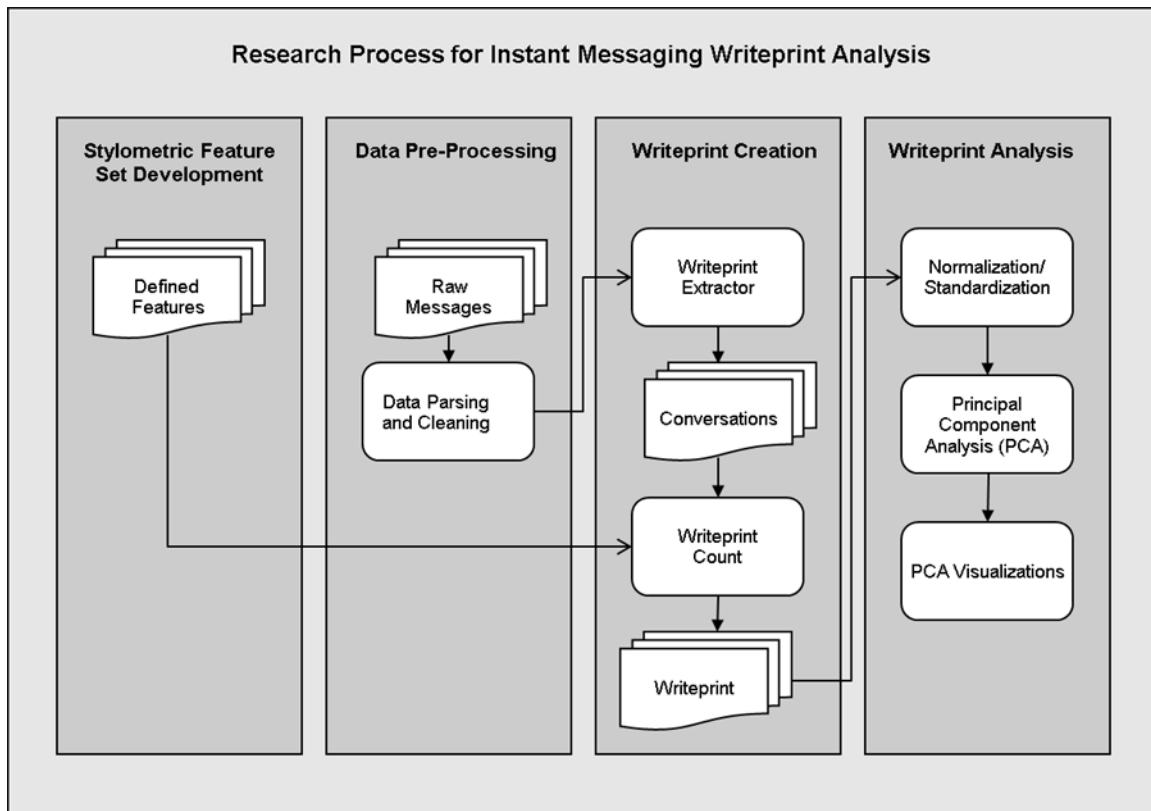 Research Process for Instant Messaging Writeprint Analysis
Stylometric Feature
Set Development
Defined
Features
Data Pre-Processing
Raw
Messages
Data Parsing
and Cleaning
Writeprint Creation
Writeprint
Extractor
Conversations
Writeprint
Count
Writeprint
Writeprint Analysis
Normalization/
Standardization
Principal
Component
Analysis (PCA)
PCA Visualizations